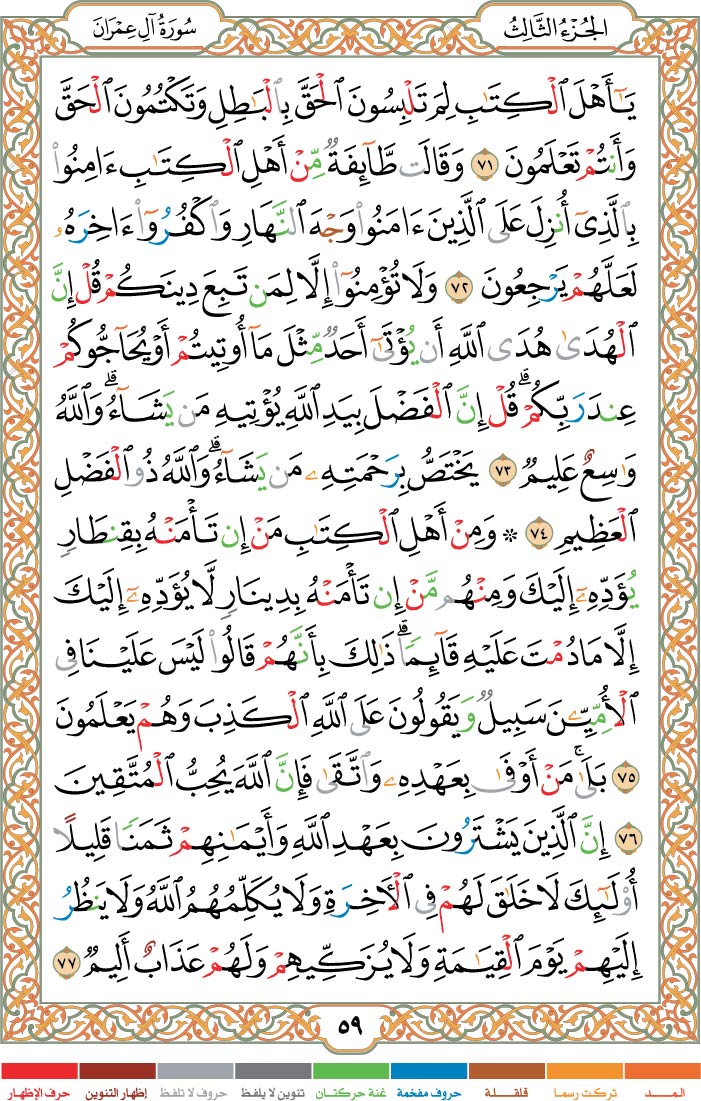 الجُزْءُ الثَّالِثُ
سُورَةُ آلِ عِمْرَانَ
يَـٰٓأَهْلَ ٱلْكِتَـٰبِ لِمَ تَلْبِسُونَ ٱلْحَقَّ بِٱلْبَـٰطِلِ وَتَكْتُمُونَ ٱلْحَقَّ
وَأَنتُمْ تَعْلَمُونَ ٧١ وَقَالَت طَّآئِفَةٌ مِّنْ أَهْلِ ٱلْكِتَـٰبِ ءَامِنُوا۟
بِٱلَّذِىٓ أُنزِلَ عَلَى ٱلَّذِينَ ءَامَنُوا۟ وَجْهَ ٱلنَّهَارِ وَٱكْفُرُوٓا۟ ءَاخِرَهُۥ
لَعَلَّهُمْ يَرْجِعُونَ ٧٢ وَلَا تُؤْمِنُوٓا۟ إِلَّا لِمَن تَبِعَ دِينَكُمْ قُلْ إِنَّ
ٱلْهُدَىٰ هُدَى ٱللَّهِ أَن يُؤْتَىٰٓ أَحَدٌ مِّثْلَ مَآ أُوتِيتُمْ أَوْ يُحَآجُّوكُمْ
عِندَ رَبِّكُمْ ۗ قُلْ إِنَّ ٱلْفَضْلَ بِيَدِ ٱللَّهِ يُؤْتِيهِ مَن يَشَآءُ ۗ وَٱللَّهُ
وَٰسِعٌ عَلِيمٌ ٧٣ يَخْتَصُّ بِرَحْمَتِهِۦ مَن يَشَآءُ ۗ وَٱللَّهُ ذُو ٱلْفَضْلِ
ٱلْعَظِيمِ ٧٤ ۞ وَمِنْ أَهْلِ ٱلْكِتَـٰبِ مَنْ إِن تَأْمَنْهُ بِقِنطَارٍ
يُؤَدِّهِۦٓ إِلَيْكَ وَمِنْهُم مَّنْ إِن تَأْمَنْهُ بِدِينَارٍ لَّا يُؤَدِّهِۦٓ إِلَيْكَ
إِلَّا مَا دُمْتَ عَلَيْهِ قَآئِمًا ۗ ذَٰلِكَ بِأَنَّهُمْ قَالُوا۟ لَيْسَ عَلَيْنَا فِى
ٱلْأُمِّيِّـۧنَ سَبِيلٌ وَيَقُولُونَ عَلَى ٱللَّهِ ٱلْكَذِبَ وَهُمْ يَعْلَمُونَ
٧٥ بَلَىٰ ۚ مَنْ أَوْفَىٰ بِعَهْدِهِۦ وَٱتَّقَىٰ فَإِنَّ ٱللَّهَ يُحِبُّ ٱلْمُتَّقِينَ
٧٦ إِنَّ ٱلَّذِينَ يَشْتَرُونَ بِعَهْدِ ٱللَّهِ وَأَيْمَـٰنِهِمْ ثَمَنًا قَلِيلًا
أُو۟لَـٰٓئِكَ لَا خَلَـٰقَ لَهُمْ فِى ٱلْـَٔاخِرَةِ وَلَا يُكَلِّمُهُمُ ٱللَّهُ وَلَا يَنظُرُ
إِلَيْهِمْ يَوْمَ ٱلْقِيَـٰمَةِ وَلَا يُزَكِّيهِمْ وَلَهُمْ عَذَابٌ أَلِيمٌ ٧٧
٥٩
المــــد تركت رسما قلقــلة حروف مفخمة غنة حركتان تنوين لا يلفظ حروف لا تلفظ إظهار التنوين حرف الإظهار